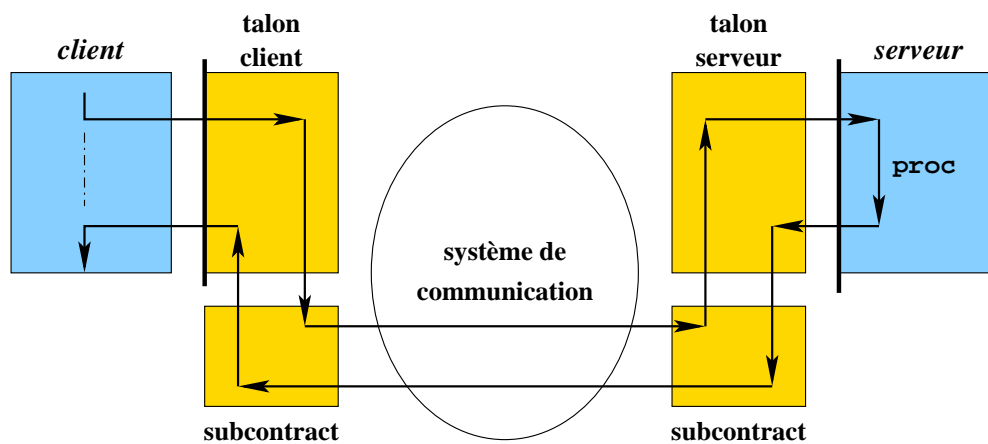 talon
client
client
talon
serveur
serveur
proc
système de
communication
subcontract
subcontract